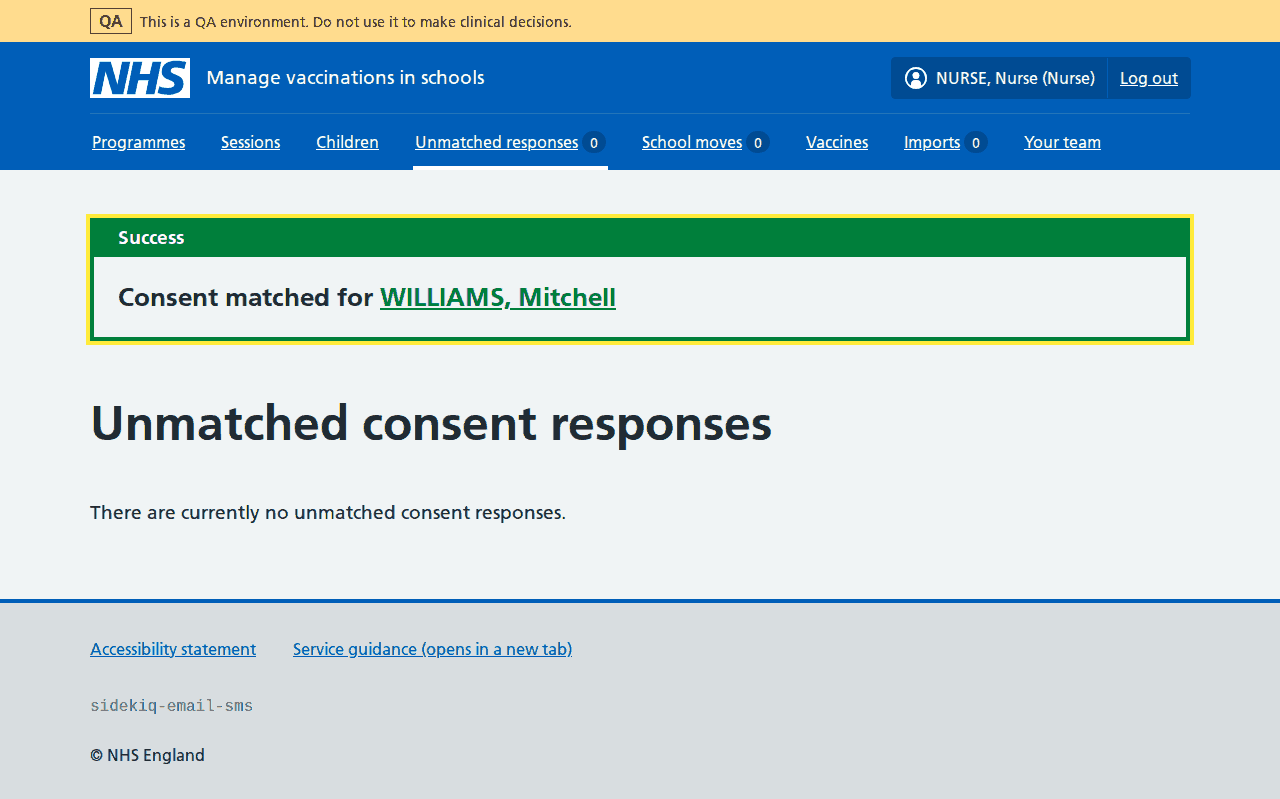 QA This is a QA environment. Do not use it to make clinical decisions.
NHS Manage vaccinations in schools NURSE, Nurse (Nurse) Log out
Programmes Sessions Children Unmatched responses 0 School moves 0 Vaccines Imports 0 Your team
Success
Consent matched for WILLIAMS, Mitchell
Unmatched consent responses
There are currently no unmatched consent responses.
Accessibility statement Service guidance (opens in a new tab)
sidekiq-email-sms
© NHS England